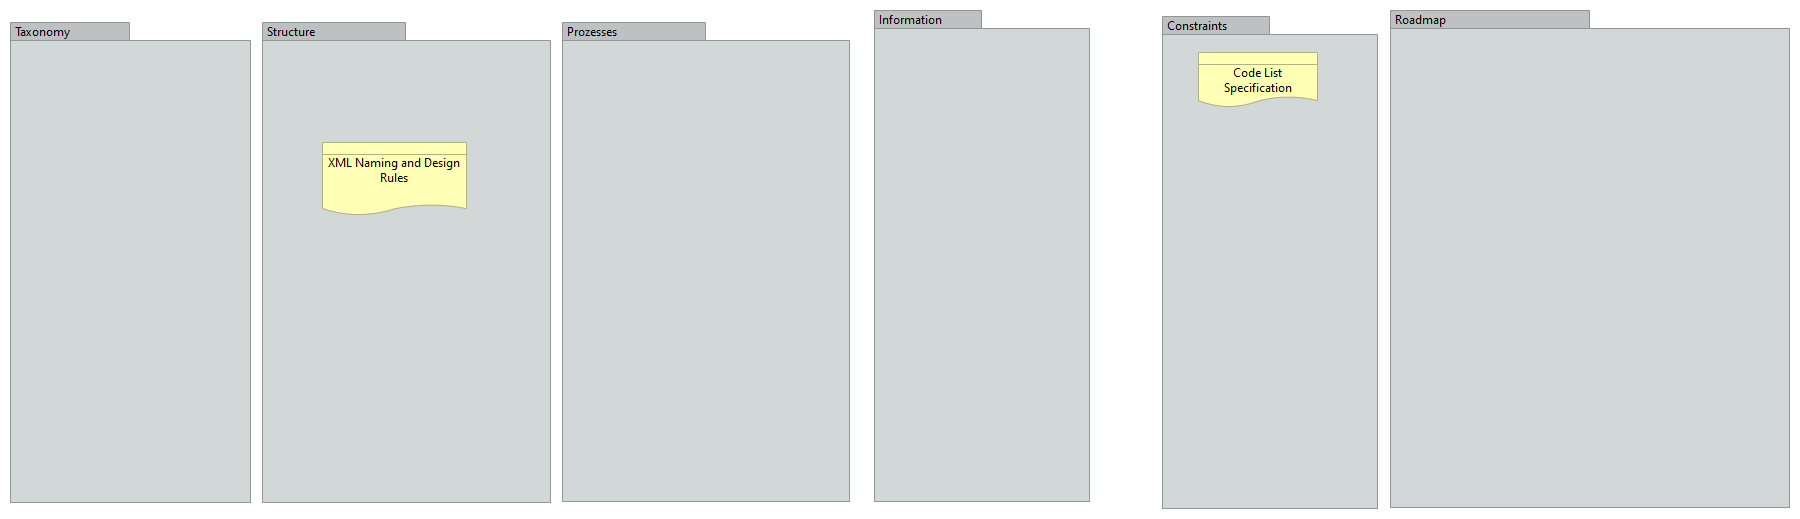 Taxonomy
Structure
Prozesses
Information
Constraints
Roadmap
XML Naming and Design
Rules
Code List
Specification